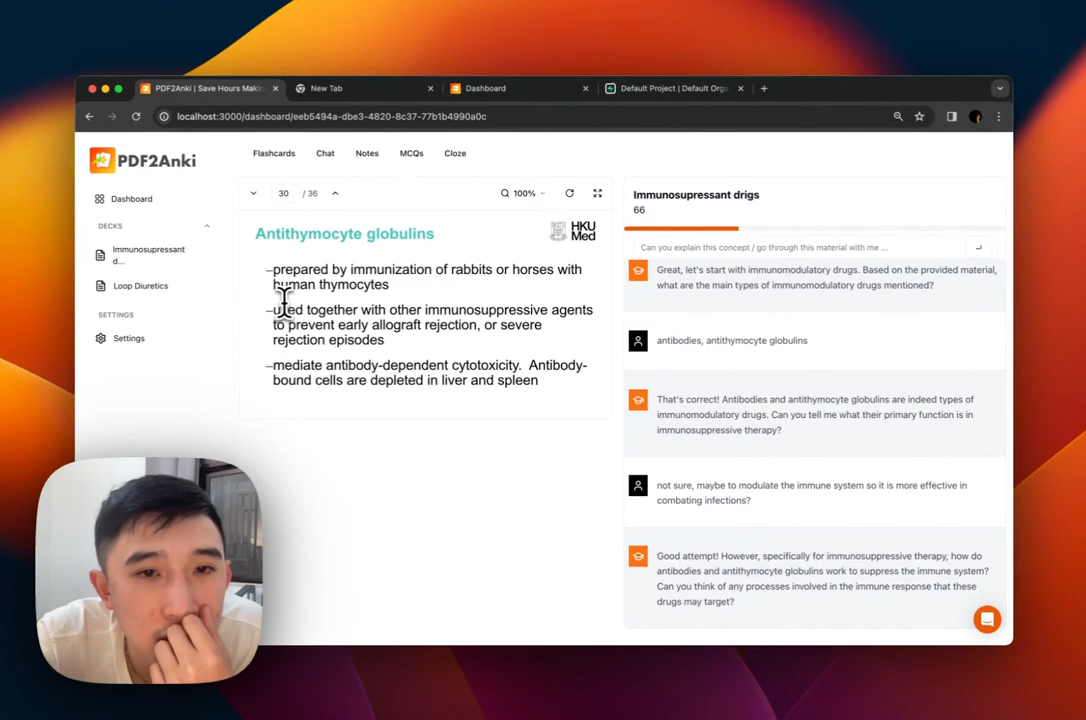 PDF2Anki | Save Hours Makin
New Tab
Dashboard
Default Project | Default Orga
localhost:3000/dashboard/eeb5494a-dbe3-4820-8c37-77b1b4990a0c
PDF2Anki
Flashcards
Chat
Notes
MCQs
Cloze
Dashboard
DECKS
Immunosupressant
d...
Loop Diuretics
SETTINGS
Settings
30 / 36
100%
Antithymocyte globulins
HKU
Med
–prepared by immunization of rabbits or horses with
human thymocytes
–used together with other immunosuppressive agents
to prevent early allograft rejection, or severe
rejection episodes
–mediate antibody-dependent cytotoxicity. Antibody-
bound cells are depleted in liver and spleen
Immunosupressant drigs
66
Can you explain this concept / go through this material with me ...
Great, let's start with immunomodulatory drugs. Based on the provided material,
what are the main types of immunomodulatory drugs mentioned?
antibodies, antithymocyte globulins
That's correct! Antibodies and antithymocyte globulins are indeed types of
immunomodulatory drugs. Can you tell me what their primary function is in
immunosuppressive therapy?
not sure, maybe to modulate the immune system so it is more effective in
combating infections?
Good attempt! However, specifically for immunosuppressive therapy, how do
antibodies and antithymocyte globulins work to suppress the immune system?
Can you think of any processes involved in the immune response that these
drugs may target?